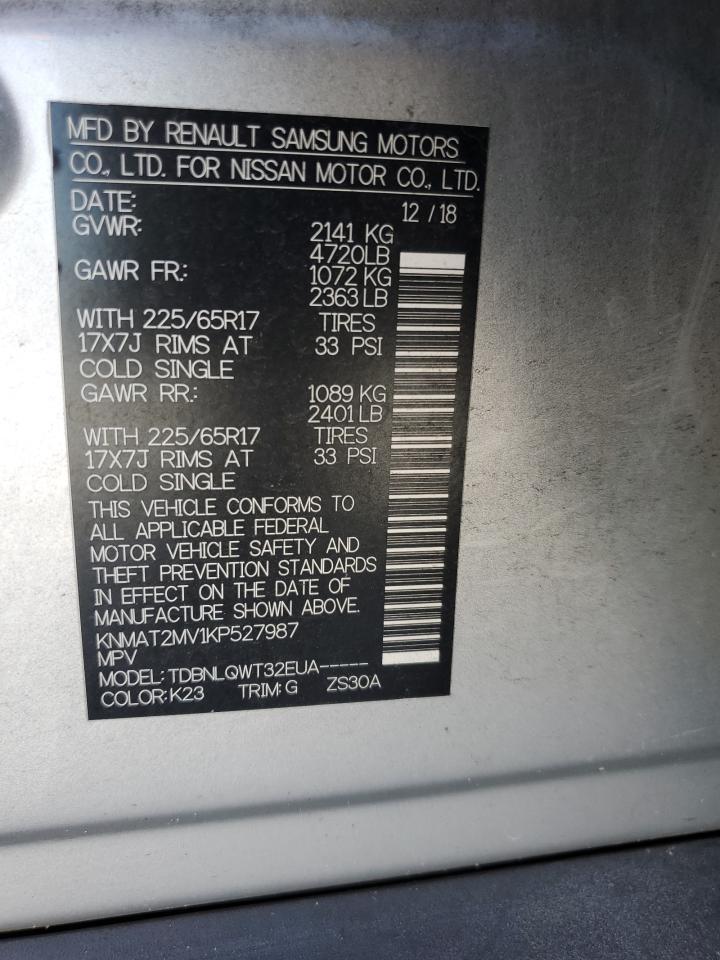 MFD BY RENAULT SAMSUNG MOTORS
CO., LTD. FOR NISSAN MOTOR CO., LTD.
DATE: 12 / 18
GVWR: 2141 KG
4720LB
GAWR FR.: 1072 KG
2363 LB
WITH 225/65R17 TIRES
17X7J RIMS AT 33 PSI
COLD SINGLE
GAWR RR.: 1089 KG
2401 LB
WITH 225/65R17 TIRES
17X7J RIMS AT 33 PSI
COLD SINGLE
THIS VEHICLE CONFORMS TO
ALL APPLICABLE FEDERAL
MOTOR VEHICLE SAFETY AND
THEFT PREVENTION STANDARDS
IN EFFECT ON THE DATE OF
MANUFACTURE SHOWN ABOVE.
KNMAT2MV1KP527987
MPV
MODEL: TDBNLQWT32EUA-----
COLOR: K23 TRIM: G ZS30A